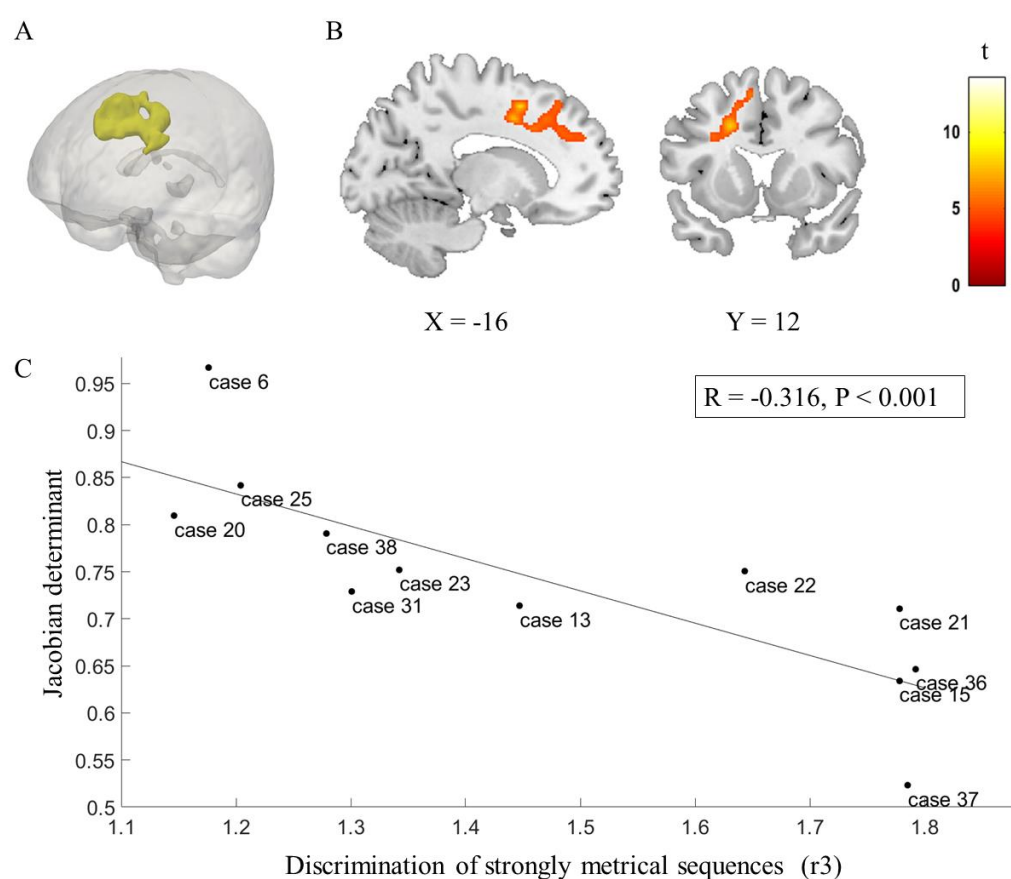 A
B
t
10
5
0
X = -16
Y = 12
C
R = -0.316, P < 0.001
Jacobian determinant
0.95
0.9
0.85
0.8
0.75
0.7
0.65
0.6
0.55
0.5
case 6
case 25
case 20
case 38
case 23
case 31
case 13
case 22
case 21
case 36
case 15
case 37
1.1 1.2 1.3 1.4 1.5 1.6 1.7 1.8
Discrimination of strongly metrical sequences (r3)